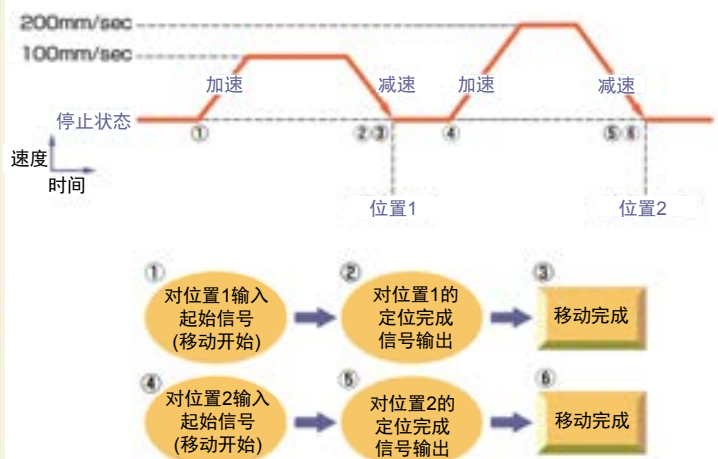 200mm/sec
100mm/sec
加速
减速
加速
减速
停止状态
①
②③
④
⑤⑥
速度
时间
位置1
位置2
①
②
③
对位置1输入
起始信号
(移动开始)
对位置1的
定位完成
信号输出
移动完成
④
⑤
⑥
对位置2输入
起始信号
(移动开始)
对位置2的
定位完成
信号输出
移动完成